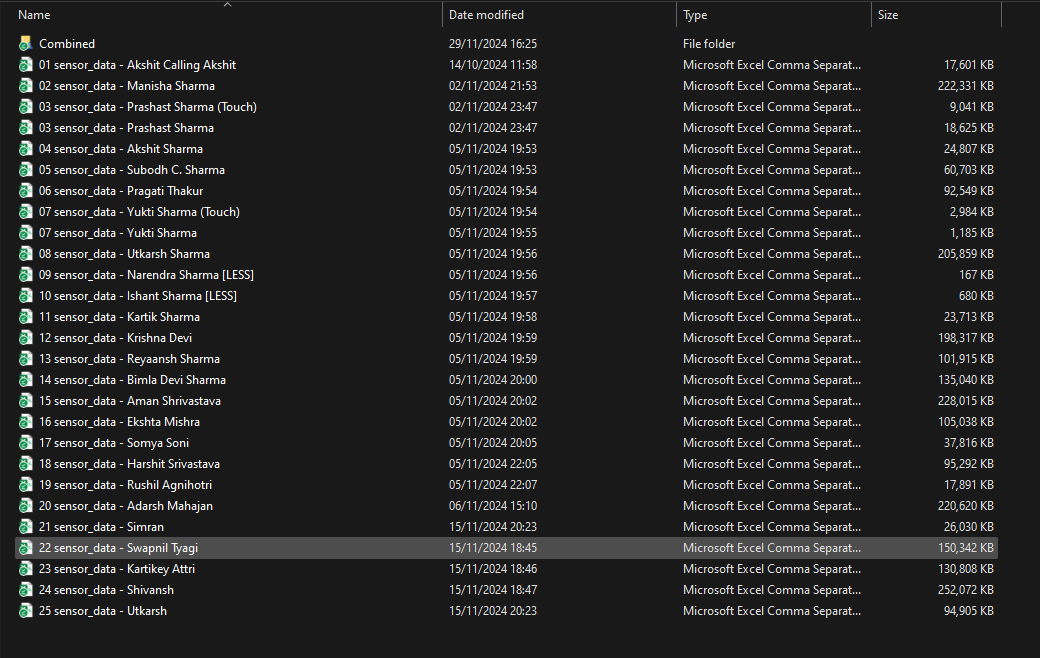 Name Date modified Type Size
Combined 29/11/2024 16:25 File folder
01 sensor_data - Akshit Calling Akshit 14/10/2024 11:58 Microsoft Excel Comma Separat... 17,601 KB
02 sensor_data - Manisha Sharma 02/11/2024 21:53 Microsoft Excel Comma Separat... 222,331 KB
03 sensor_data - Prashast Sharma (Touch) 02/11/2024 23:47 Microsoft Excel Comma Separat... 9,041 KB
03 sensor_data - Prashast Sharma 02/11/2024 23:47 Microsoft Excel Comma Separat... 18,625 KB
04 sensor_data - Akshit Sharma 05/11/2024 19:53 Microsoft Excel Comma Separat... 24,807 KB
05 sensor_data - Subodh C. Sharma 05/11/2024 19:53 Microsoft Excel Comma Separat... 60,703 KB
06 sensor_data - Pragati Thakur 05/11/2024 19:54 Microsoft Excel Comma Separat... 92,549 KB
07 sensor_data - Yukti Sharma (Touch) 05/11/2024 19:54 Microsoft Excel Comma Separat... 2,984 KB
07 sensor_data - Yukti Sharma 05/11/2024 19:55 Microsoft Excel Comma Separat... 1,185 KB
08 sensor_data - Utkarsh Sharma 05/11/2024 19:56 Microsoft Excel Comma Separat... 205,859 KB
09 sensor_data - Narendra Sharma [LESS] 05/11/2024 19:56 Microsoft Excel Comma Separat... 167 KB
10 sensor_data - Ishant Sharma [LESS] 05/11/2024 19:57 Microsoft Excel Comma Separat... 680 KB
11 sensor_data - Kartik Sharma 05/11/2024 19:58 Microsoft Excel Comma Separat... 23,713 KB
12 sensor_data - Krishna Devi 05/11/2024 19:59 Microsoft Excel Comma Separat... 198,317 KB
13 sensor_data - Reyaansh Sharma 05/11/2024 19:59 Microsoft Excel Comma Separat... 101,915 KB
14 sensor_data - Bimla Devi Sharma 05/11/2024 20:00 Microsoft Excel Comma Separat... 135,040 KB
15 sensor_data - Aman Shrivastava 05/11/2024 20:02 Microsoft Excel Comma Separat... 228,015 KB
16 sensor_data - Ekshta Mishra 05/11/2024 20:02 Microsoft Excel Comma Separat... 105,038 KB
17 sensor_data - Somya Soni 05/11/2024 20:05 Microsoft Excel Comma Separat... 37,816 KB
18 sensor_data - Harshit Srivastava 05/11/2024 22:05 Microsoft Excel Comma Separat... 95,292 KB
19 sensor_data - Rushil Agnihotri 05/11/2024 22:07 Microsoft Excel Comma Separat... 17,891 KB
20 sensor_data - Adarsh Mahajan 06/11/2024 15:10 Microsoft Excel Comma Separat... 220,620 KB
21 sensor_data - Simran 15/11/2024 20:23 Microsoft Excel Comma Separat... 26,030 KB
22 sensor_data - Swapnil Tyagi 15/11/2024 18:45 Microsoft Excel Comma Separat... 150,342 KB
23 sensor_data - Kartikey Attri 15/11/2024 18:46 Microsoft Excel Comma Separat... 130,808 KB
24 sensor_data - Shivansh 15/11/2024 18:47 Microsoft Excel Comma Separat... 252,072 KB
25 sensor_data - Utkarsh 15/11/2024 20:23 Microsoft Excel Comma Separat... 94,905 KB